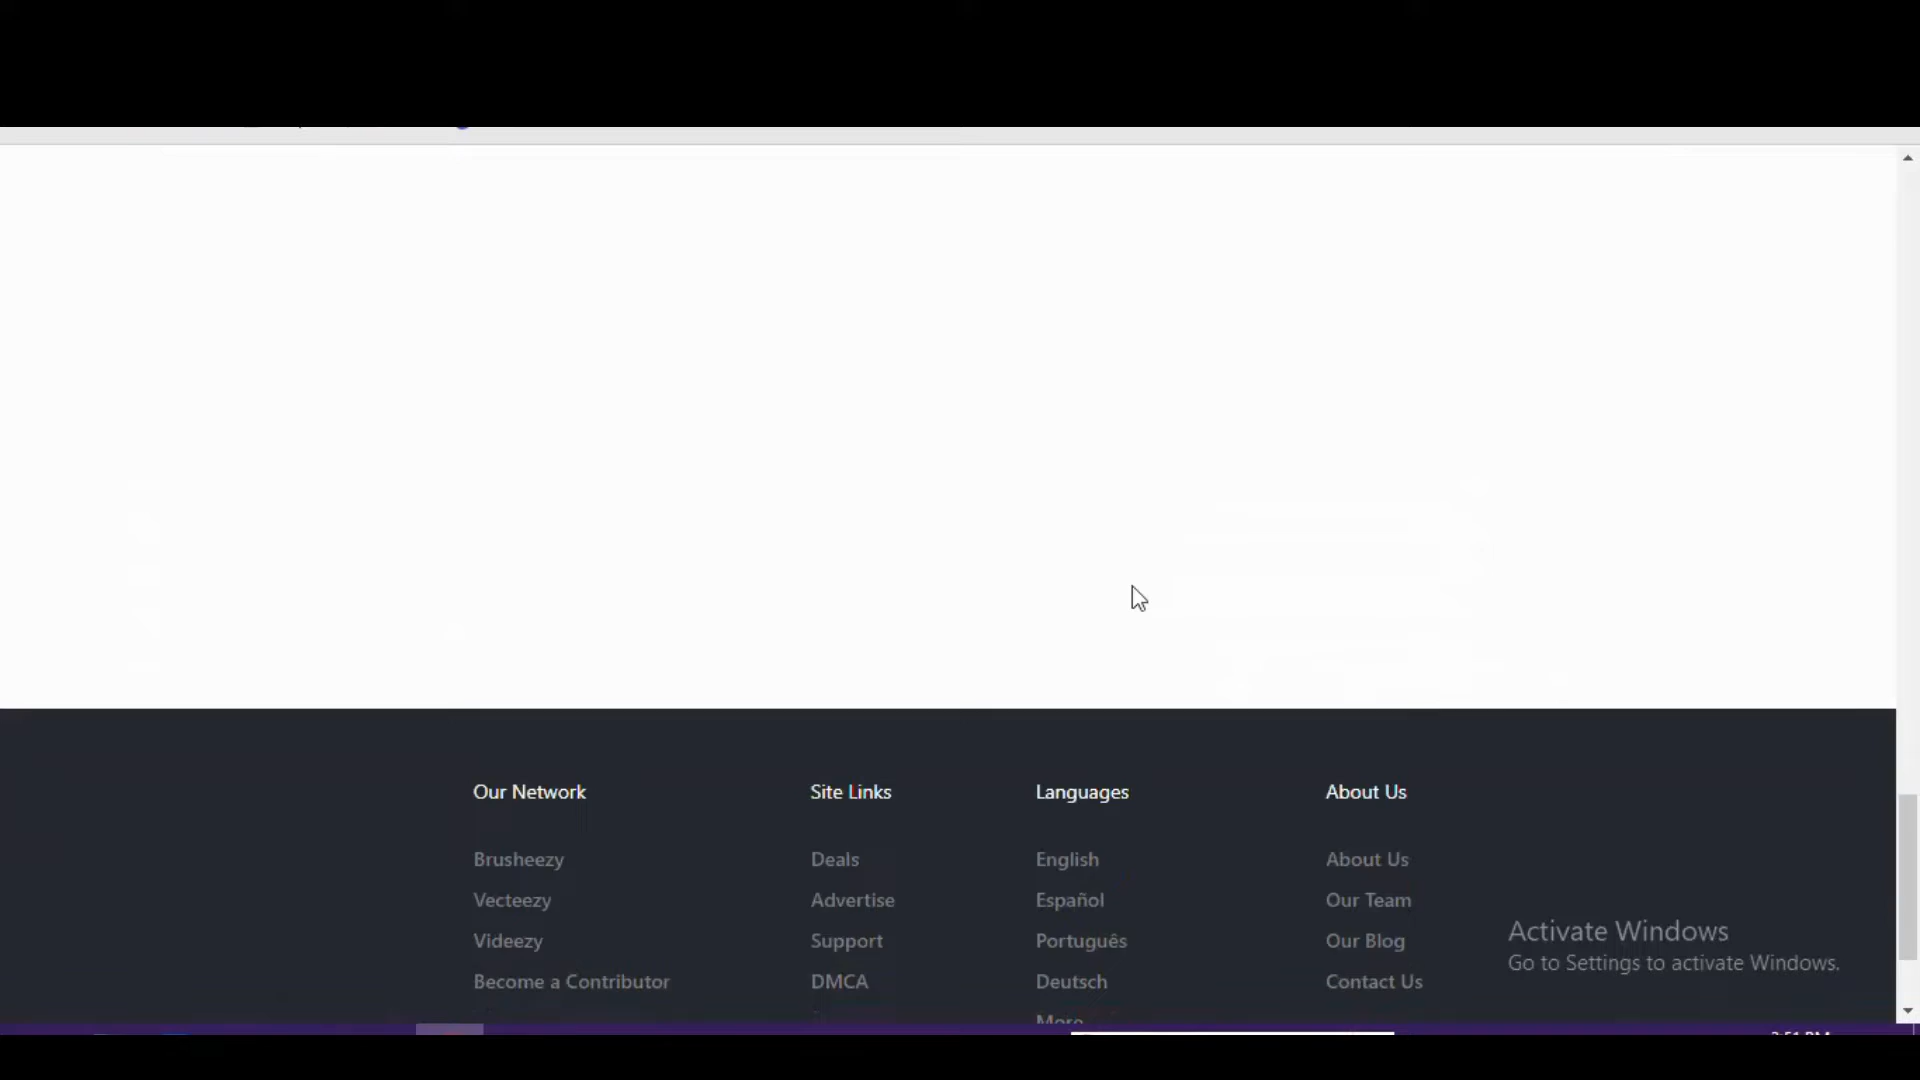 Our Network
Brusheezy
Vecteezy
Videezy
Become a Contributor
Site Links
Deals
Advertise
Support
DMCA
Languages
English
Español
Português
Deutsch
More
About Us
About Us
Our Team
Our Blog
Contact Us
Activate Windows
Go to Settings to activate Windows.